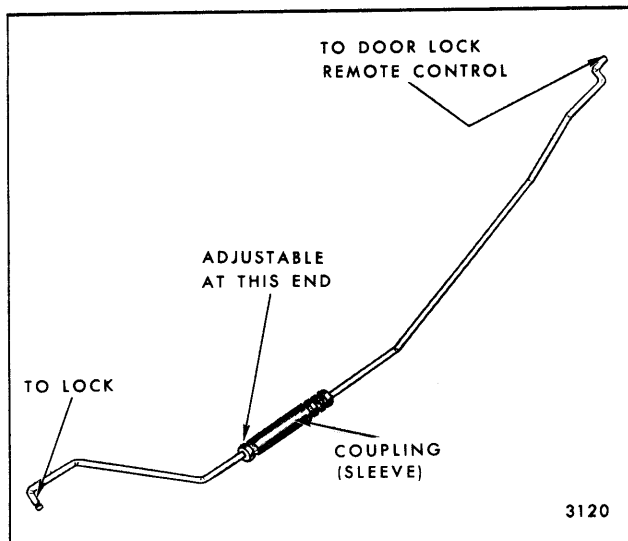 TO DOOR LOCK
REMOTE CONTROL
ADJUSTABLE
AT THIS END
TO LOCK
COUPLING
(SLEEVE)
3120